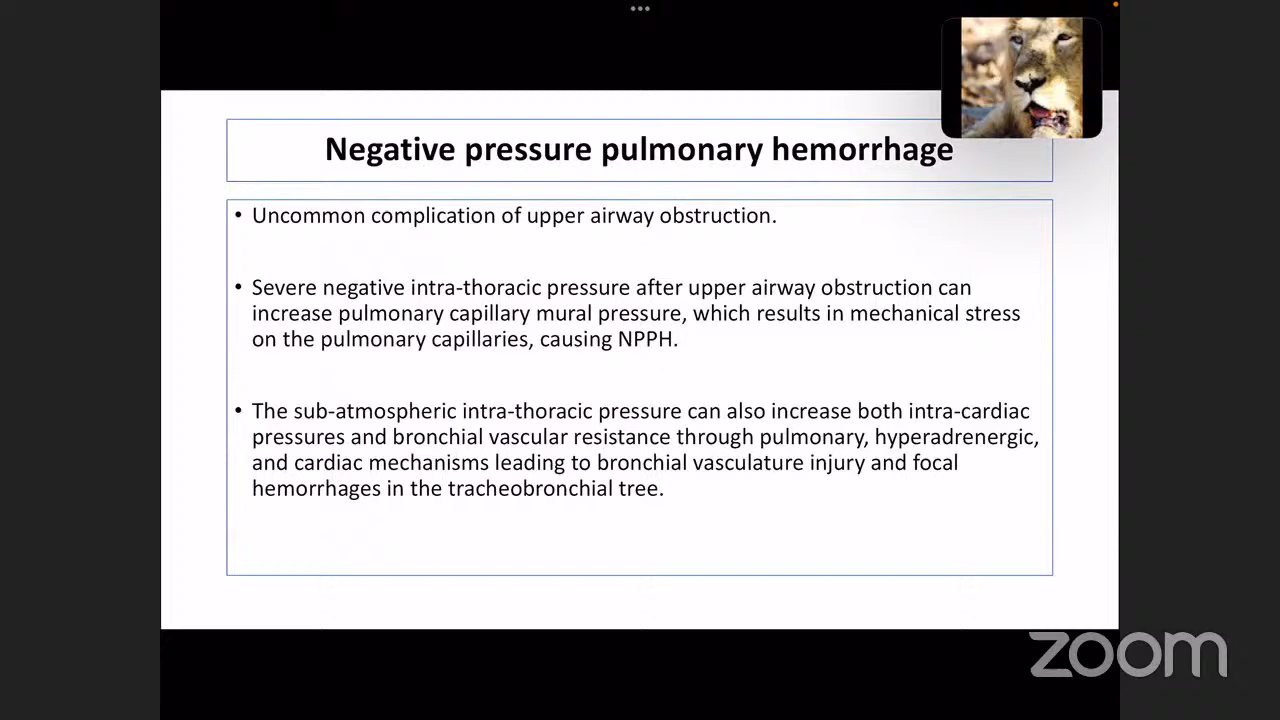 Negative pressure pulmonary hemorrhage
• Uncommon complication of upper airway obstruction.
• Severe negative intra-thoracic pressure after upper airway obstruction can
increase pulmonary capillary mural pressure, which results in mechanical stress
on the pulmonary capillaries, causing NPPH.
• The sub-atmospheric intra-thoracic pressure can also increase both intra-cardiac
pressures and bronchial vascular resistance through pulmonary, hyperadrenergic,
and cardiac mechanisms leading to bronchial vasculature injury and focal
hemorrhages in the tracheobronchial tree.
zoom